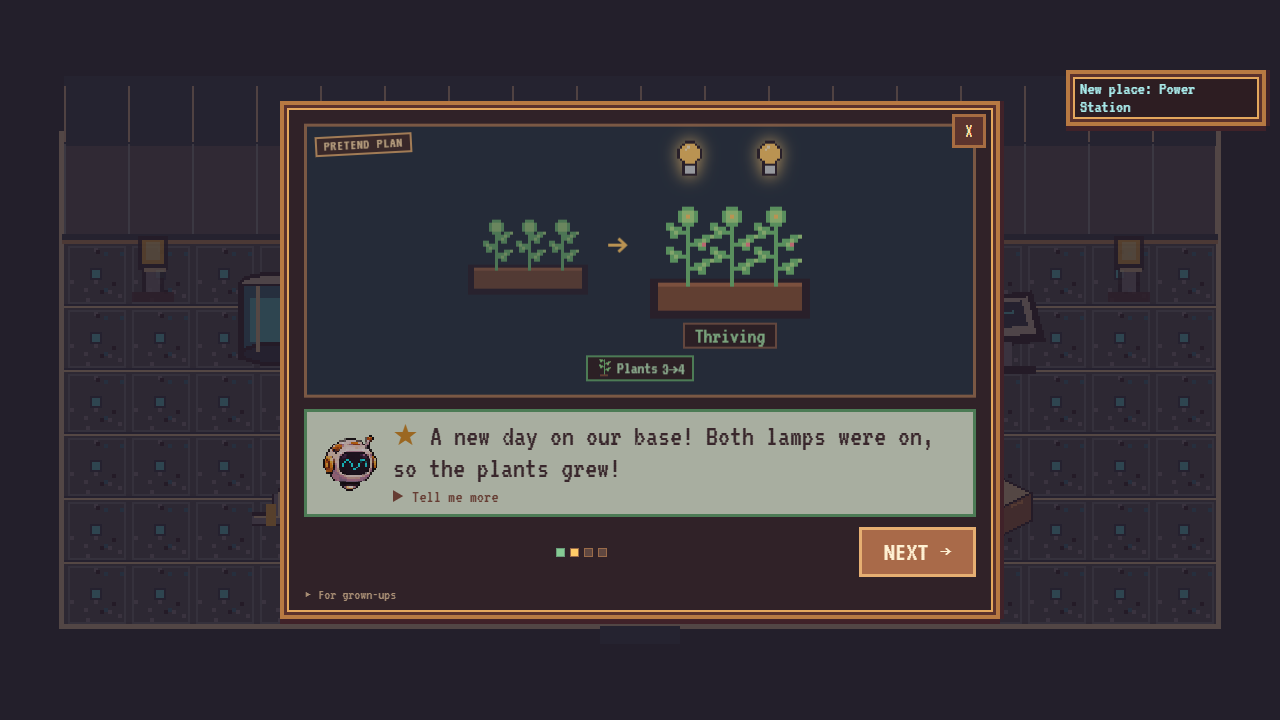 New place: Power
Station
X
PRETEND PLAN
Thriving
Plants 3→4
★ A new day on our base! Both lamps were on,
so the plants grew!
▶ Tell me more
NEXT →
▶ For grown-ups